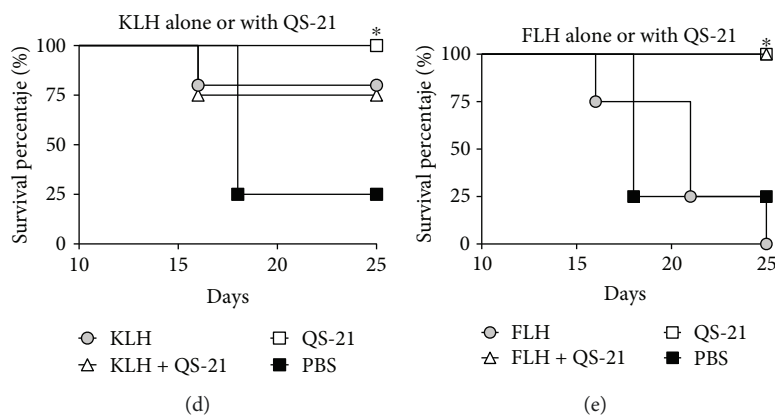 KLH alone or with QS-21
*
100
75
50
25
0
Survival percentaje (%)
10 15 20 25
Days
KLH QS-21
KLH + QS-21 PBS
(d)
FLH alone or with QS-21
*
100
75
50
25
0
Survival percentaje (%)
10 15 20 25
Days
FLH QS-21
FLH + QS-21 PBS
(e)